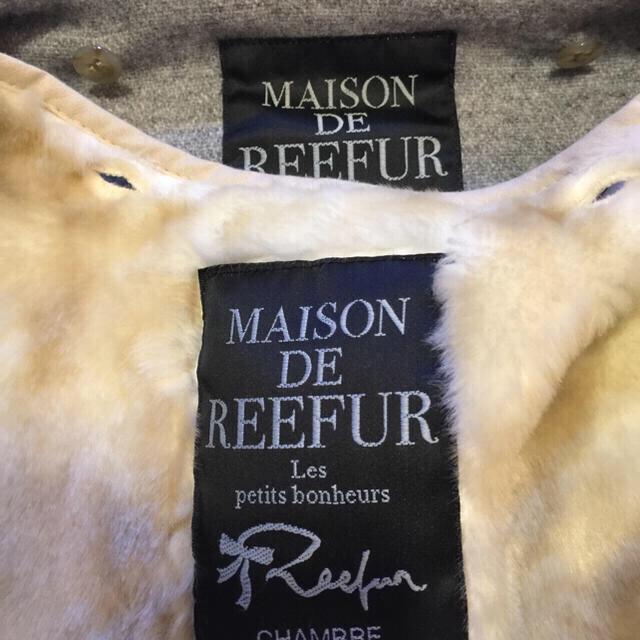 MAISON
DE
REEFUR
MAISON
DE
REEFUR
Les
petits bonheurs
Reefur
CHAMBRE